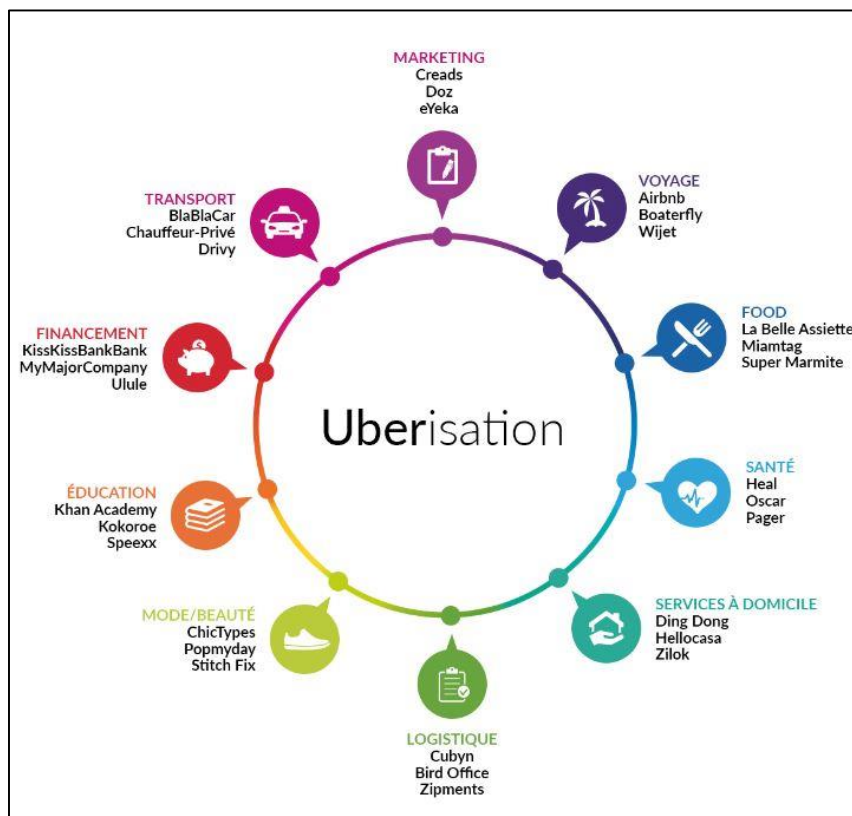 MARKETING
Creads
Doz
eYeka
VOYAGE
Airbnb
Boaterfly
Wijet
FOOD
La Belle Assiette
Miamtag
Super Marmite
SANTÉ
Heal
Oscar
Pager
SERVICES À DOMICILE
Ding Dong
Hellocasa
Zilok
LOGISTIQUE
Cubyn
Bird Office
Zipments
MODE/BEAUTÉ
ChicTypes
Popmyday
Stitch Fix
ÉDUCATION
Khan Academy
Kokoroe
Speexx
FINANCEMENT
KissKissBankBank
MyMajorCompany
Ulule
TRANSPORT
BlaBlaCar
Chauffeur-Privé
Drivy
Uberisation